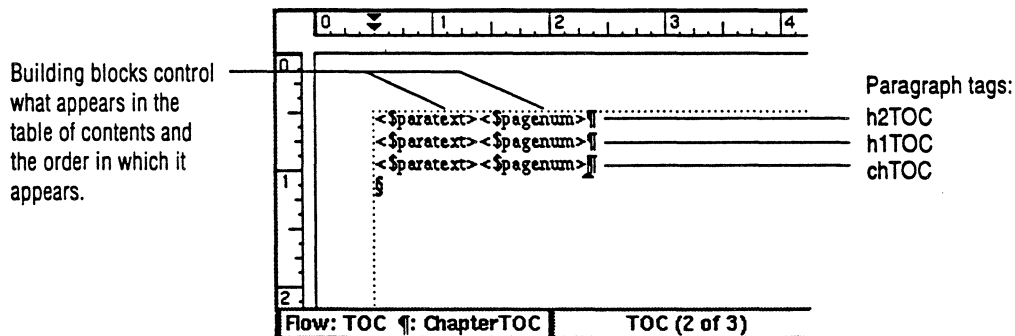 0 1 2 3 4
Building blocks control
what appears in the
table of contents and
the order in which it
appears.
0
1
2
<$paratext><$pagenum>¶
<$paratext><$pagenum>¶
<$paratext><$pagenum>¶
§
Paragraph tags:
h2TOC
h1TOC
chTOC
Flow: TOC ¶: ChapterTOC TOC (2 of 3)